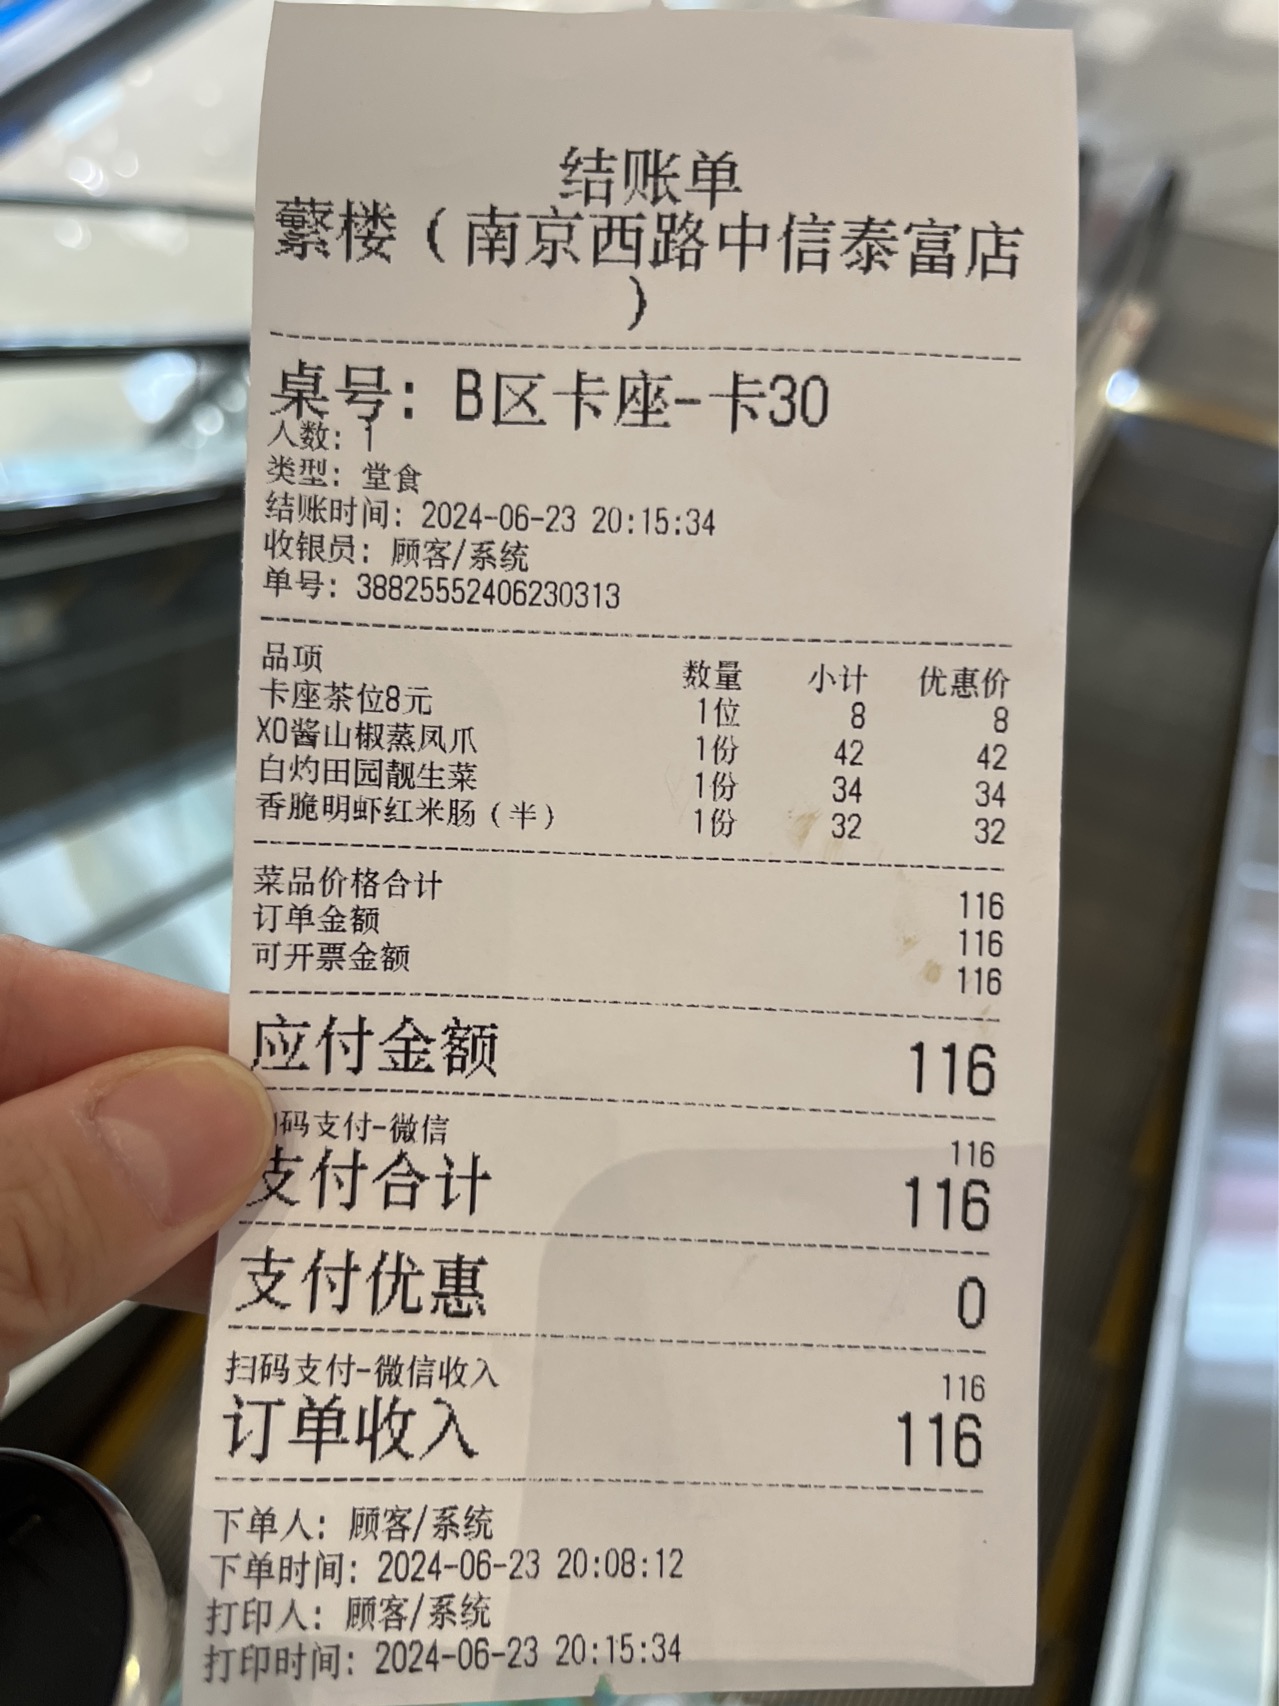 结账单
蘩楼（南京西路中信泰富店
）
桌号：B区卡座-卡30
人数：1
类型：堂食
结账时间：2024-06-23 20:15:34
收银员：顾客/系统
单号：38825552406230313
品项 数量 小计 优惠价
卡座茶位8元 1位 8 8
XO酱山椒蒸凤爪 1份 42 42
白灼田园靓生菜 1份 34 34
香脆明虾红米肠（半） 1份 32 32
菜品价格合计 116
订单金额 116
可开票金额 116
应付金额 116
扫码支付-微信 116
支付合计 116
支付优惠 0
扫码支付-微信收入 116
订单收入 116
下单人：顾客/系统
下单时间：2024-06-23 20:08:12
打印人：顾客/系统
打印时间：2024-06-23 20:15:34